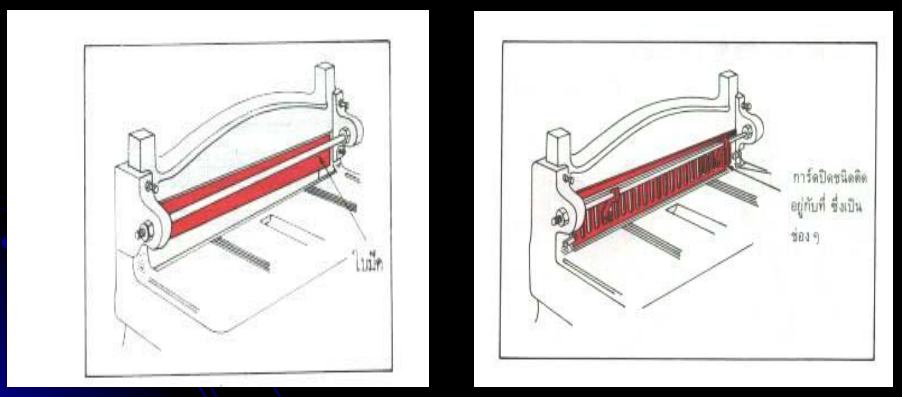 ใบมีด
การ์ดปิดชนิดติด
อยู่กับที่ ซึ่งเป็น
ช่อง ๆ